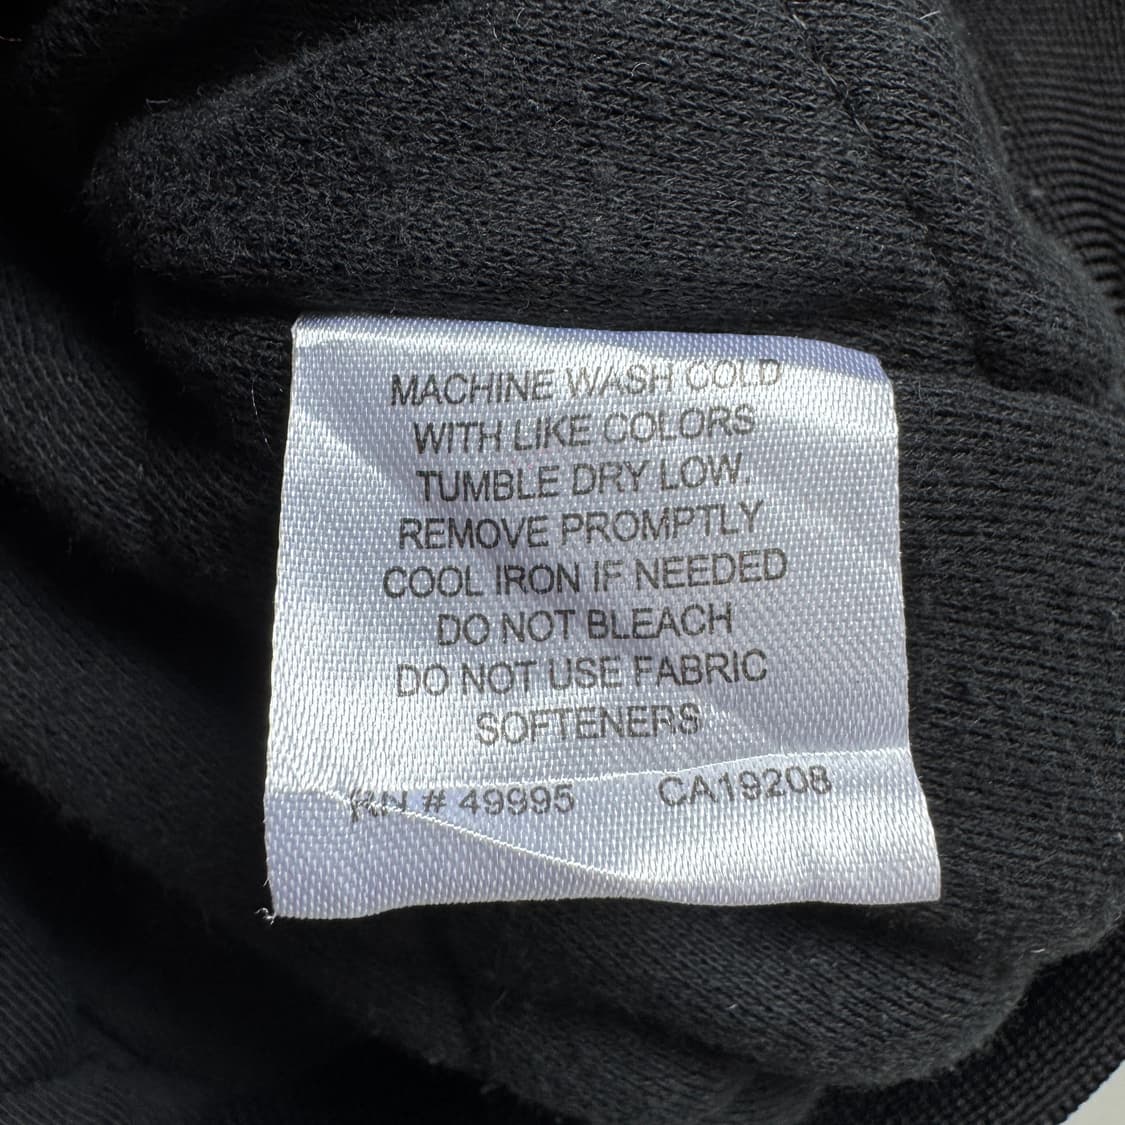 MACHINE WASH COLD
WITH LIKE COLORS
TUMBLE DRY LOW.
REMOVE PROMPTLY
COOL IRON IF NEEDED
DO NOT BLEACH
DO NOT USE FABRIC
SOFTENERS
RN # 49995 CA19208